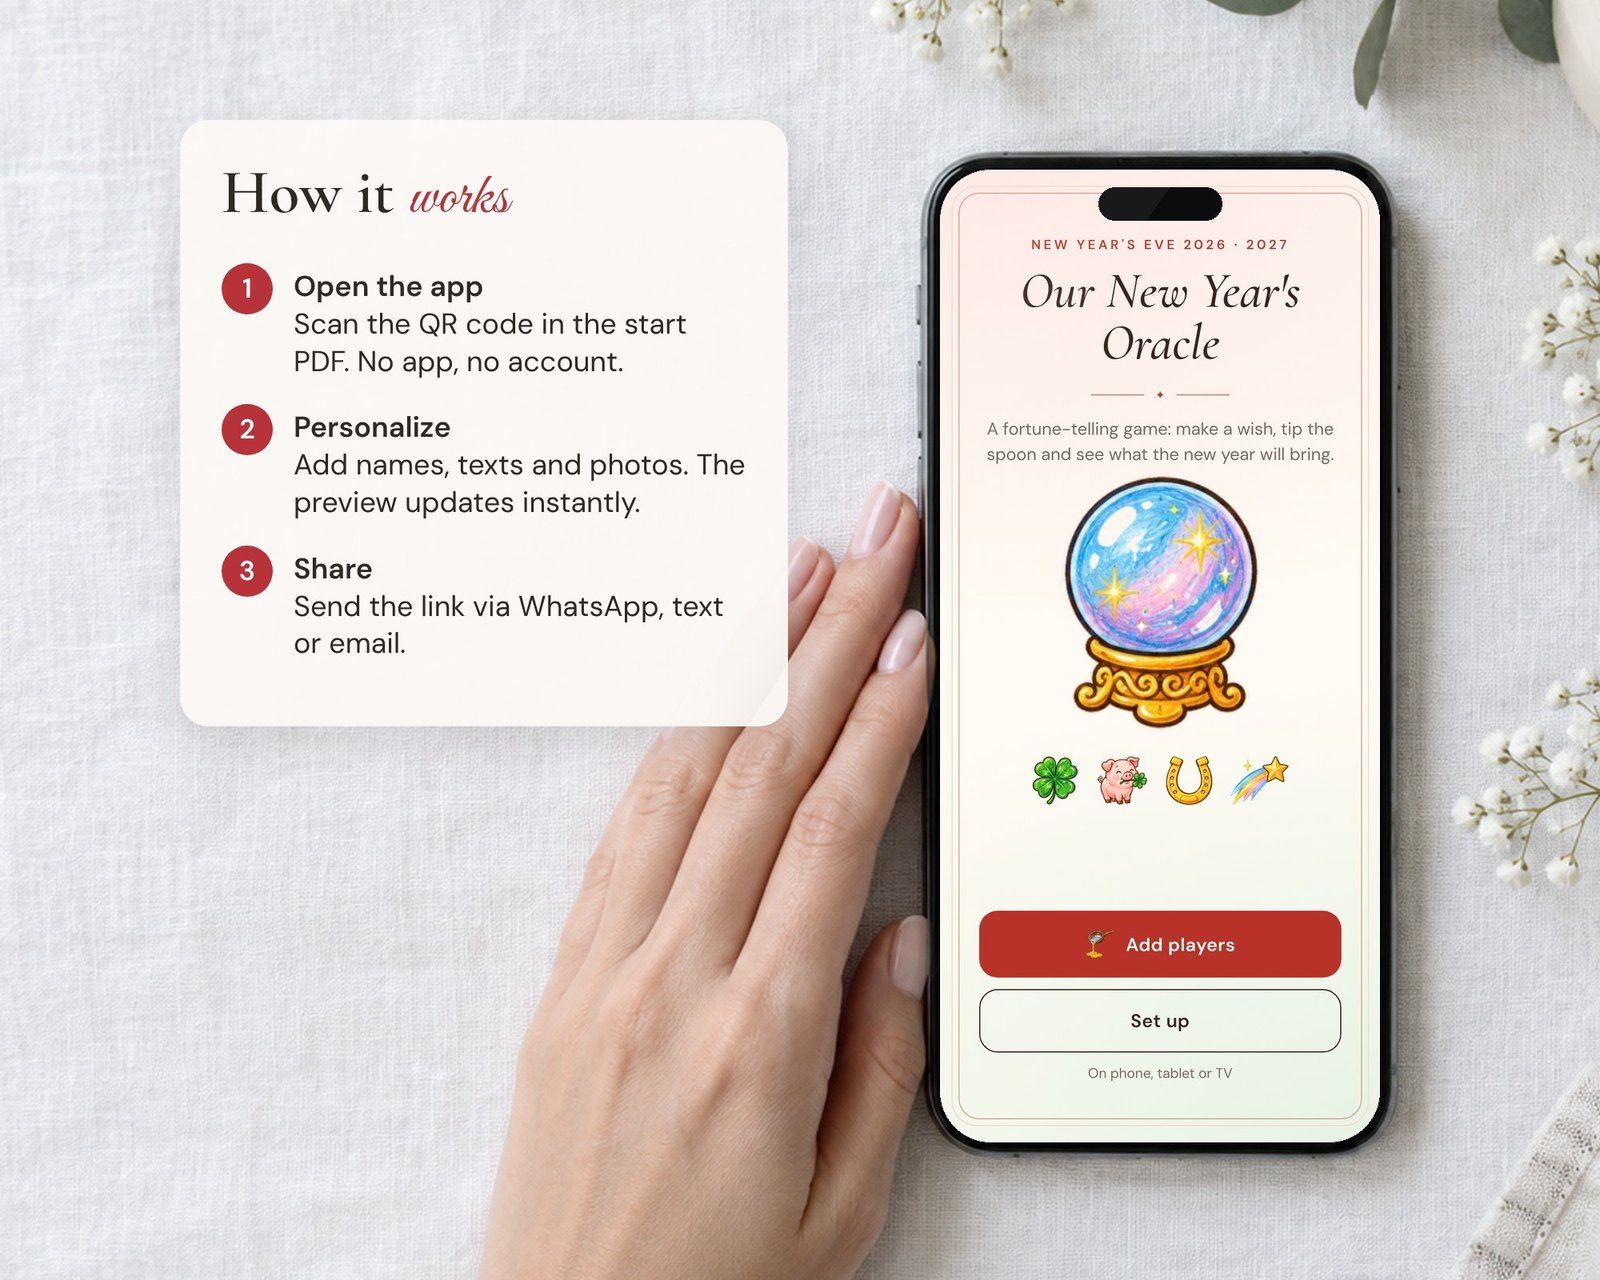 How it works
1
Open the app
Scan the QR code in the start
PDF. No app, no account.
2
Personalize
Add names, texts and photos. The
preview updates instantly.
3
Share
Send the link via WhatsApp, text
or email.
NEW YEAR'S EVE 2026 · 2027
Our New Year's
Oracle
A fortune-telling game: make a wish, tip the
spoon and see what the new year will bring.
Add players
Set up
On phone, tablet or TV